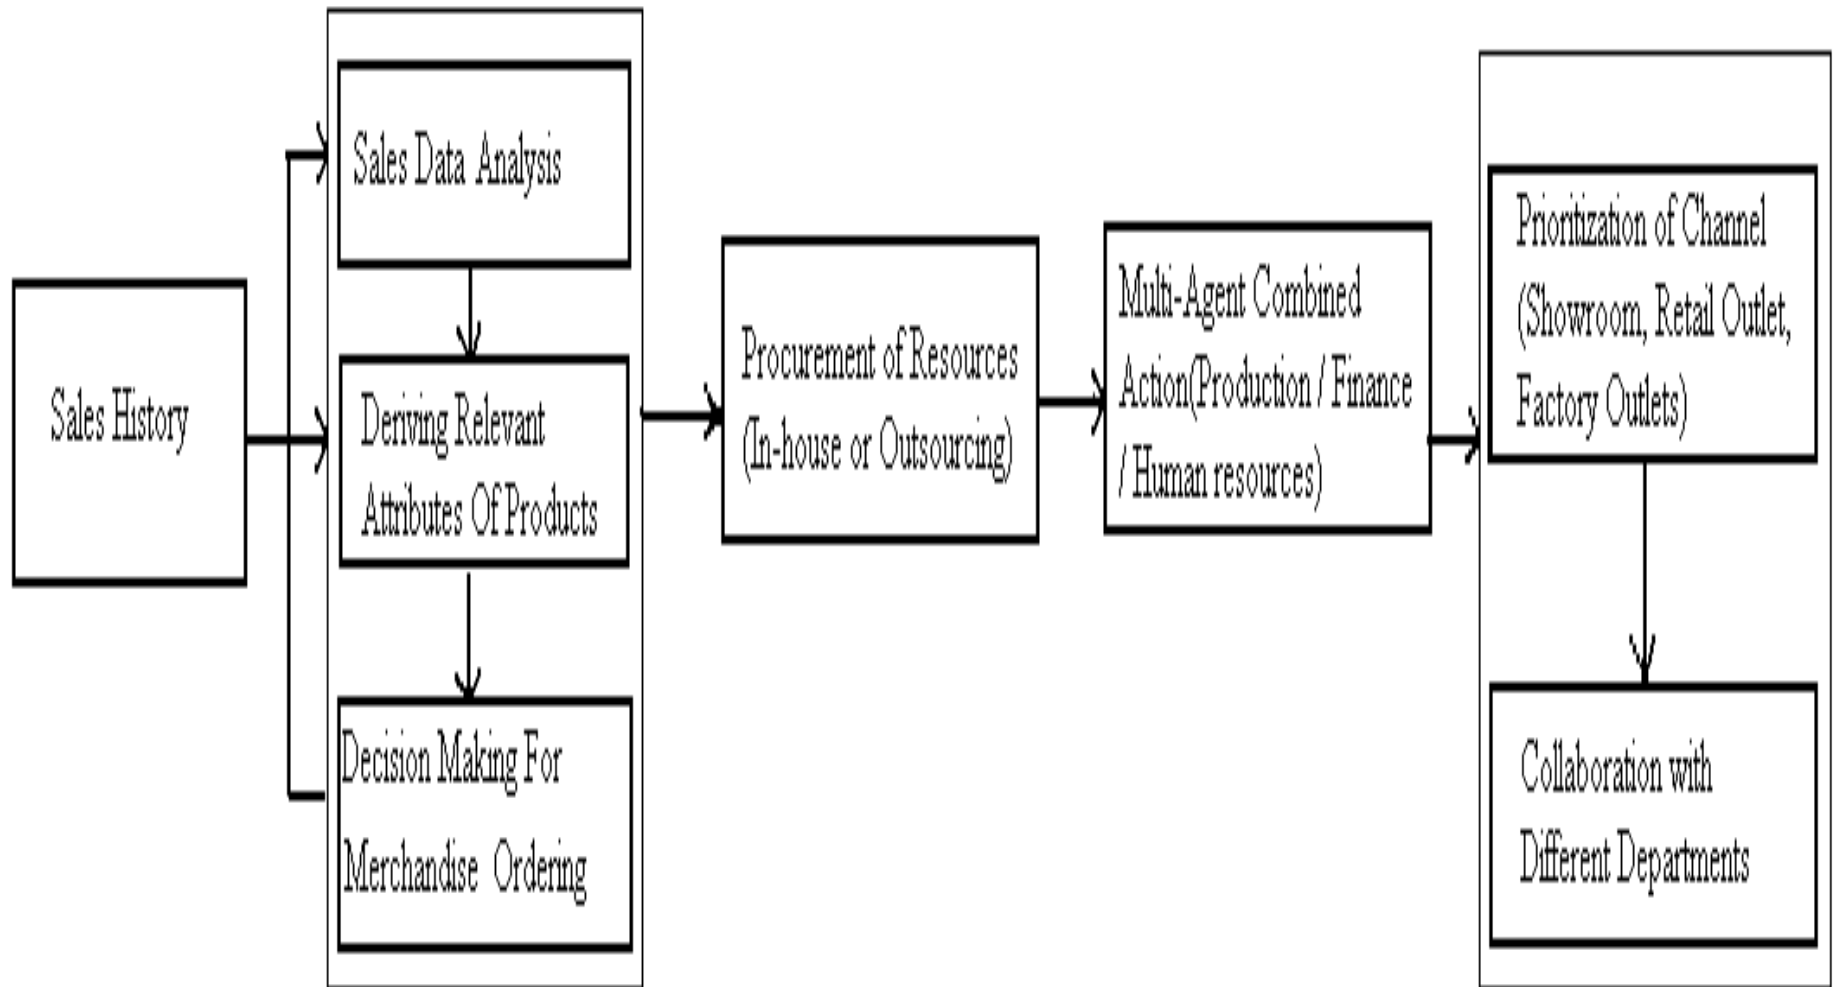 Sales History
Sales Data Analysis
Deriving Relevant
Attributes Of Products
Decision Making For
Merchandise Ordering
Procurement of Resources
(In-house or Outsourcing)
Multi-Agent Combined
Action(Production / Finance
/ Human resources)
Prioritization of Channel
(Showroom, Retail Outlet,
Factory Outlets)
Collaboration with
Different Departments